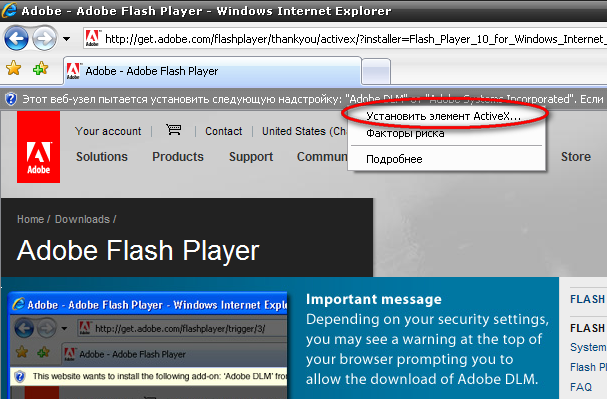 Adobe - Adobe Flash Player - Windows Internet Explorer
http://get.adobe.com/flashplayer/thankyou/activex/?installer=Flash_Player_10_for_Windows_Internet_
Adobe - Adobe Flash Player
Этот веб-узел пытается установить следующую надстройку: "Adobe DLM" от "Adobe Systems Incorporated". Если
Установить элемент ActiveX...
Факторы риска
Подробнее
Adobe
Your account
Contact
United States (Cha
Solutions
Products
Support
Commun
Store
Home / Downloads /
Adobe Flash Player
Adobe - Adobe Flash Player - Windows Internet Explo
http://get.adobe.com/flashplayer/trigger/3/
Adobe - Adobe Flash Player
This website wants to install the following add-on: 'Adobe DLM' from
Important message
Depending on your security settings,
you may see a warning at the top of
your browser prompting you to
allow the download of Adobe DLM.
FLASH
FLASH
System
Flash Pl
FAQ